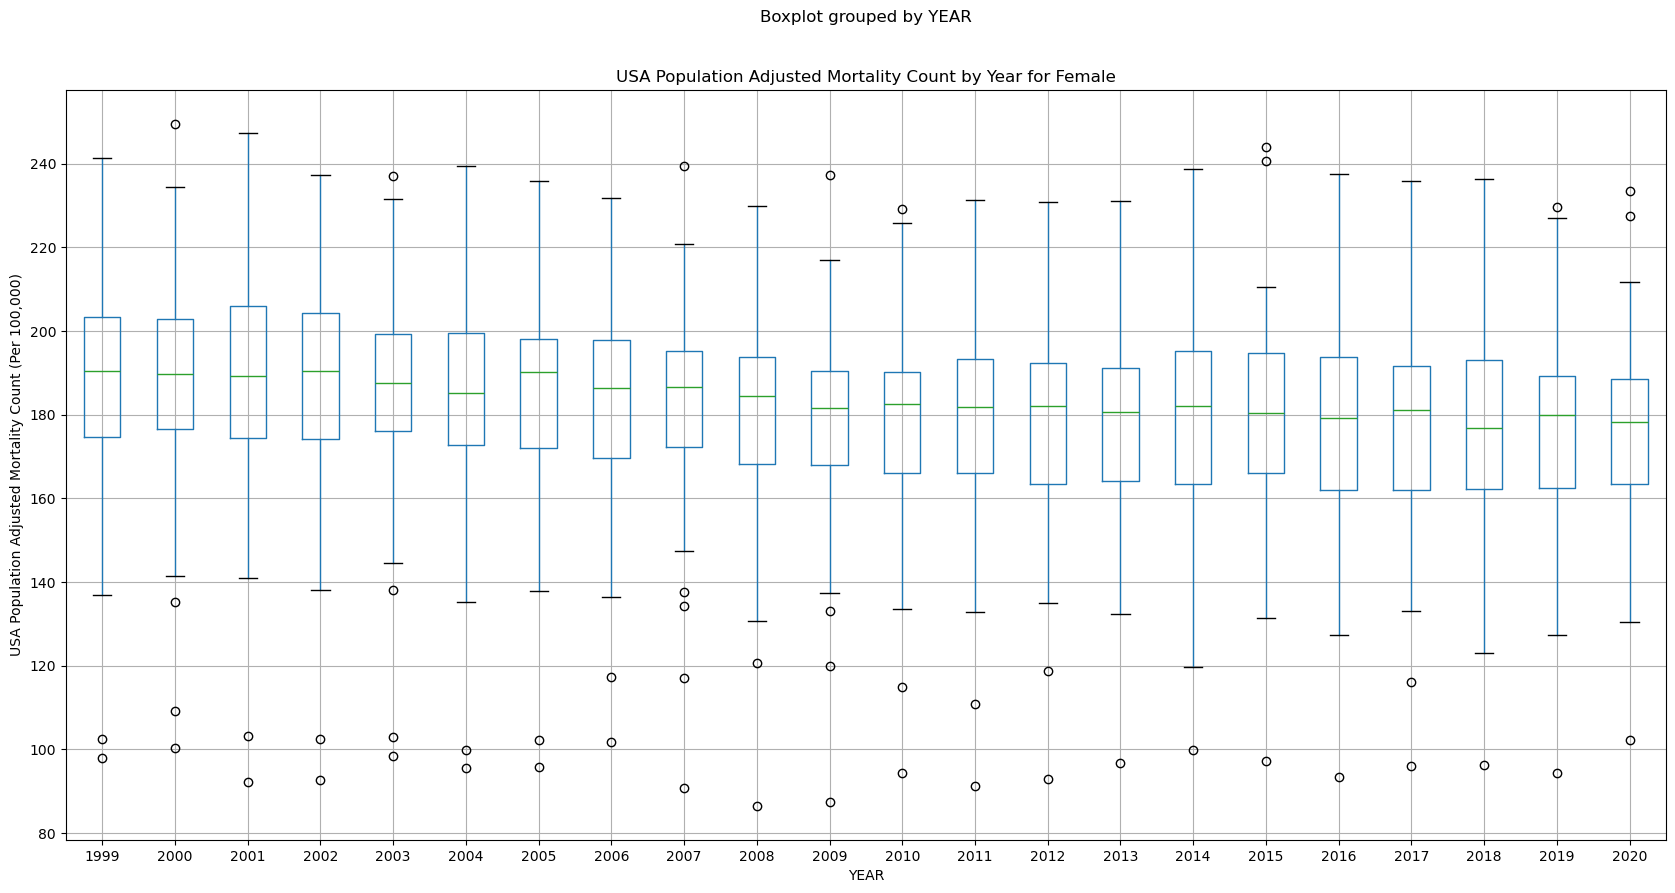 Boxplot grouped by YEAR
USA Population Adjusted Mortality Count by Year for Female
USA Population Adjusted Mortality Count (Per 100,000)
240
220
200
180
160
140
120
100
80
1999 2000 2001 2002 2003 2004 2005 2006 2007 2008 2009 2010 2011 2012 2013 2014 2015 2016 2017 2018 2019 2020
YEAR